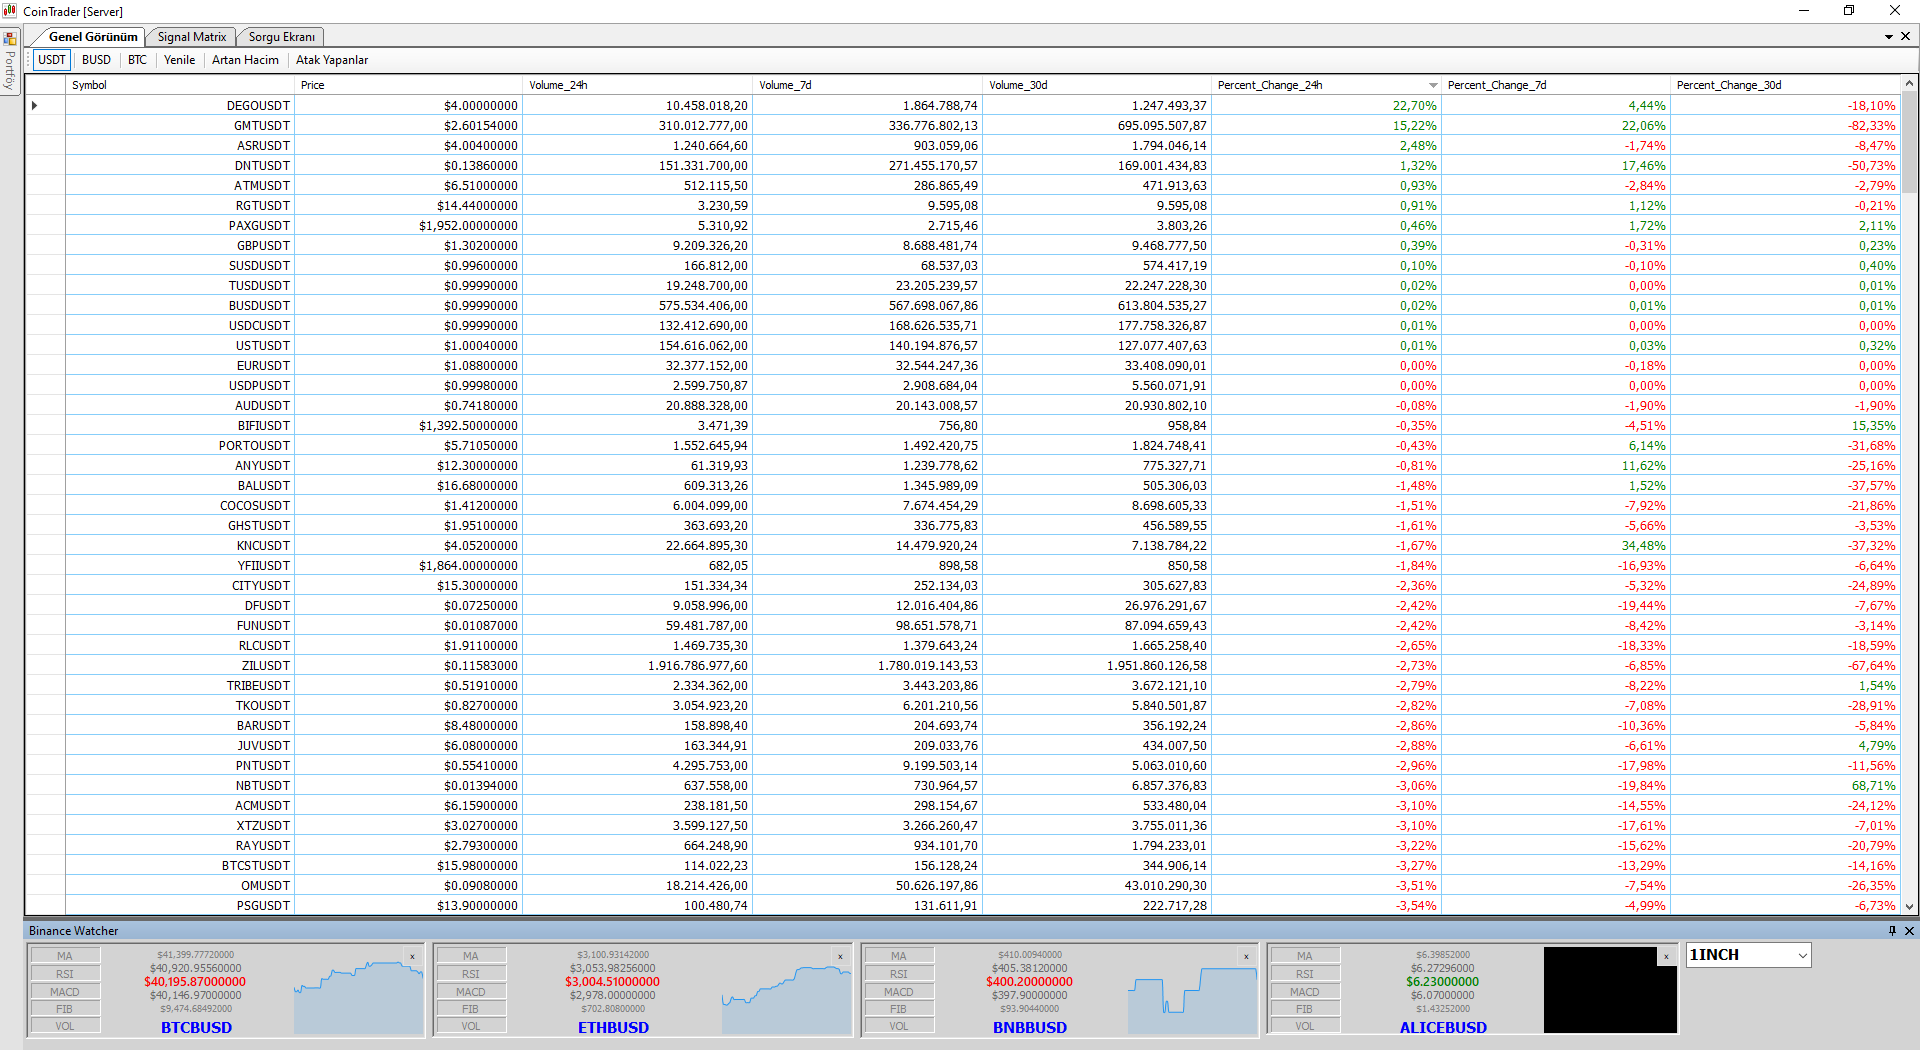 CoinTrader [Server]
Portföy
Genel Görünüm Signal Matrix Sorgu Ekranı
USDT BUSD BTC Yenile Artan Hacim Atak Yapanlar
Symbol Price Volume_24h Volume_7d Volume_30d Percent_Change_24h Percent_Change_7d Percent_Change_30d
DEGOUSDT $4.00000000 10.458.018,20 1.864.788,74 1.247.493,37 22,70% 4,44% -18,10%
GMTUSDT $2.60154000 310.012.777,00 336.776.802,13 695.095.507,87 15,22% 22,06% -82,33%
ASRUSDT $4.00400000 1.240.664,60 903.059,06 1.794.046,14 2,48% -1,74% -8,47%
DNTUSDT $0.13860000 151.331.700,00 271.455.170,57 169.001.434,83 1,32% 17,46% -50,73%
ATMUSDT $6.51000000 512.115,50 286.865,49 471.913,63 0,93% -2,84% -2,79%
RGTUSDT $14.44000000 3.230,59 9.595,08 9.595,08 0,91% 1,12% -0,21%
PAXGUSDT $1,952.00000000 5.310,92 2.715,46 3.803,26 0,46% 1,72% 2,11%
GBPUSDT $1.30200000 9.209.326,20 8.688.481,74 9.468.777,50 0,39% -0,31% 0,23%
SUSDUSDT $0.99600000 166.812,00 68.537,03 574.417,19 0,10% -0,10% 0,40%
TUSDUSDT $0.99990000 19.248.700,00 23.205.239,57 22.247.228,30 0,02% 0,00% 0,01%
BUSDUSDT $0.99990000 575.534.406,00 567.698.067,86 613.804.535,27 0,02% 0,01% 0,01%
USDCUSDT $0.99990000 132.412.690,00 168.626.535,71 177.758.326,87 0,01% 0,00% 0,00%
USTUSDT $1.00040000 154.616.062,00 140.194.876,57 127.077.407,63 0,01% 0,03% 0,32%
EURUSDT $1.08800000 32.377.152,00 32.544.247,36 33.408.090,01 0,00% -0,18% 0,00%
USDPUSDT $0.99980000 2.599.750,87 2.908.684,04 5.560.071,91 0,00% 0,00% 0,00%
AUDUSDT $0.74180000 20.888.328,00 20.143.008,57 20.930.802,10 -0,08% -1,90% -1,90%
BIFIUSDT $1,392.50000000 3.471,39 756,80 958,84 -0,35% -4,51% 15,35%
PORTOUSDT $5.71050000 1.552.645,94 1.492.420,75 1.824.748,41 -0,43% 6,14% -31,68%
ANYUSDT $12.30000000 61.319,93 1.239.778,62 775.327,71 -0,81% 11,62% -25,16%
BALUSDT $16.68000000 609.313,26 1.345.989,09 505.306,03 -1,48% 1,52% -37,57%
COCOSUSDT $1.41200000 6.004.099,00 7.674.454,29 8.698.605,33 -1,51% -7,92% -21,86%
GHSTUSDT $1.95100000 363.693,20 336.775,83 456.589,55 -1,61% -5,66% -3,53%
KNCUSDT $4.05200000 22.664.895,30 14.479.920,24 7.138.784,22 -1,67% 34,48% -37,32%
YFIIUSDT $1,864.00000000 682,05 898,58 850,58 -1,84% -16,93% -6,64%
CITYUSDT $15.30000000 151.334,34 252.134,03 305.627,83 -2,36% -5,32% -24,89%
DFUSDT $0.07250000 9.058.996,00 12.016.404,86 26.976.291,67 -2,42% -19,44% -7,67%
FUNUSDT $0.01087000 59.481.787,00 98.651.578,71 87.094.659,43 -2,42% -8,42% -3,14%
RLCUSDT $1.91100000 1.469.735,30 1.379.643,24 1.665.258,40 -2,65% -18,33% -18,59%
ZILUSDT $0.11583000 1.916.786.977,60 1.780.019.143,53 1.951.860.126,58 -2,73% -6,85% -67,64%
TRIBEUSDT $0.51910000 2.334.362,00 3.443.203,86 3.672.121,10 -2,79% -8,22% 1,54%
TKOUSDT $0.82700000 3.054.923,20 6.201.210,56 5.840.501,87 -2,82% -7,08% -28,91%
BARUSDT $8.48000000 158.898,40 204.693,74 356.192,24 -2,86% -10,36% -5,84%
JUVUSDT $6.08000000 163.344,91 209.033,76 434.007,50 -2,88% -6,61% 4,79%
PNTUSDT $0.55410000 4.295.753,00 9.199.503,14 5.063.010,60 -2,96% -17,98% -11,56%
NBTUSDT $0.01394000 637.558,00 730.964,57 6.857.376,83 -3,06% -19,84% 68,71%
ACMUSDT $6.15900000 238.181,50 298.154,67 533.480,04 -3,10% -14,55% -24,12%
XTZUSDT $3.02700000 3.599.127,50 3.266.260,47 3.755.011,36 -3,10% -17,61% -7,01%
RAYUSDT $2.79300000 664.248,90 934.101,70 1.794.233,01 -3,22% -15,62% -20,79%
BTCSTUSDT $15.98000000 114.022,23 156.128,24 344.906,14 -3,27% -13,29% -14,16%
OMUSDT $0.09080000 18.214.426,00 50.626.197,86 43.010.290,30 -3,51% -7,54% -26,35%
PSGUSDT $13.90000000 100.480,74 131.611,91 222.717,28 -3,54% -4,99% -6,73%
Binance Watcher
MA $41,399.77720000 x MA $3,100.93142000 x MA $410.00940000 x MA $6.39852000 x 1INCH
RSI $40,920.95560000 RSI $3,053.98256000 RSI $405.38120000 RSI $6.27296000
MACD $40,195.87000000 MACD $3,004.51000000 MACD $400.20000000 MACD $6.23000000
FIB $40,146.97000000 FIB $2,978.00000000 FIB $397.90000000 FIB $6.07000000
VOL $9,474.68492000 VOL $702.80800000 VOL $93.90440000 VOL $1.43252000
BTCBUSD ETHBUSD BNBBUSD ALICEBUSD